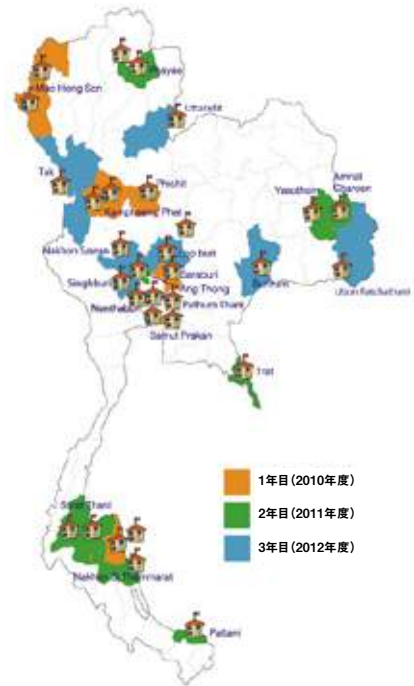 Phayao
Mae Hong Son
Uttaradit
Tak
Phichit
Kamphaeng Phet
Yasothon
Amnat
Charoen
Nakhon Sawan
Lop buri
Saraburi
Ang Thong
Singkburi
Pathum thani
Nonthaburi
Samut Prakan
Buriram
Ubon Ratchathani
Trat
Surat Thani
Nakhon Si Thammarat
Pattani
1年目(2010年度)
2年目(2011年度)
3年目(2012年度)